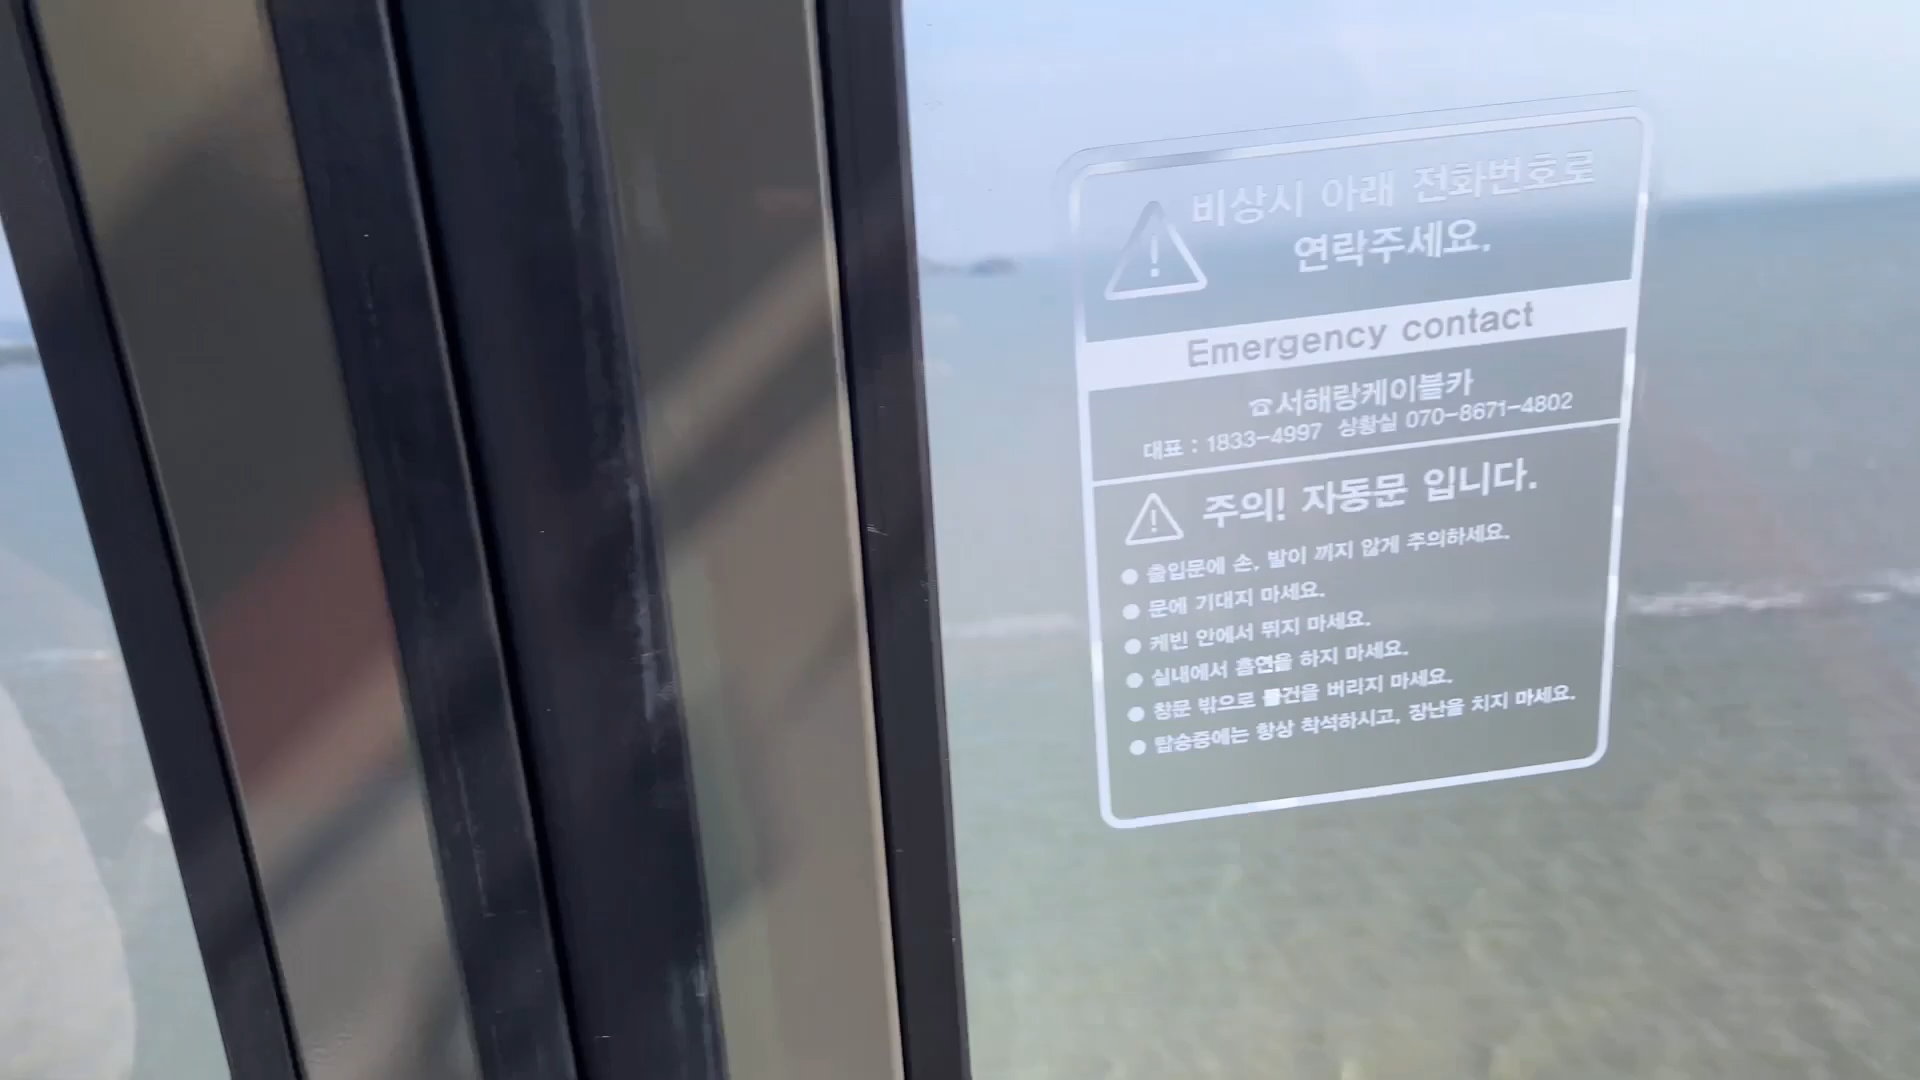 비상시 아래 전화번호로
연락주세요.
Emergency contact
☎서해랑케이블카
대표 : 1833-4997 상황실 070-8671-4802
주의! 자동문 입니다.
● 출입문에 손, 발이 끼지 않게 주의하세요.
● 문에 기대지 마세요.
● 케빈 안에서 뛰지 마세요.
● 실내에서 흡연을 하지 마세요.
● 창문 밖으로 물건을 버리지 마세요.
● 탑승중에는 항상 착석하시고, 장난을 치지 마세요.